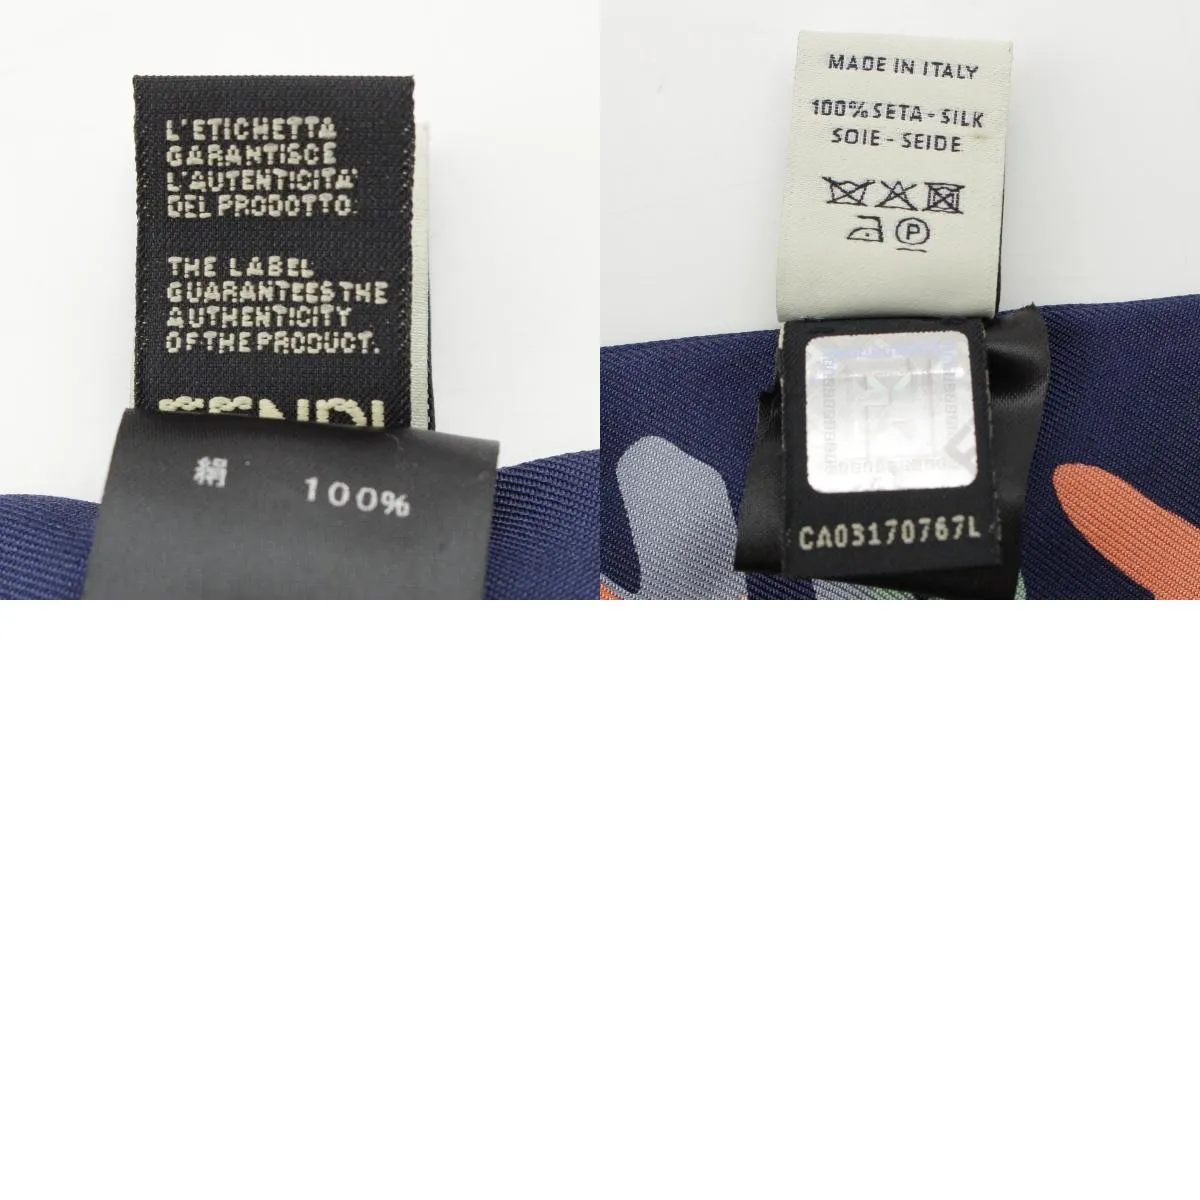 L'ETICHETTA
GARANTISCE
L'AUTENTICITA'
DEL PRODOTTO.
THE LABEL
GUARANTEES THE
AUTHENTICITY
OF THE PRODUCT.
FENDI
絹 100%
MADE IN ITALY
100% SETA - SILK
SOIE - SEIDE
P
CA03170767L